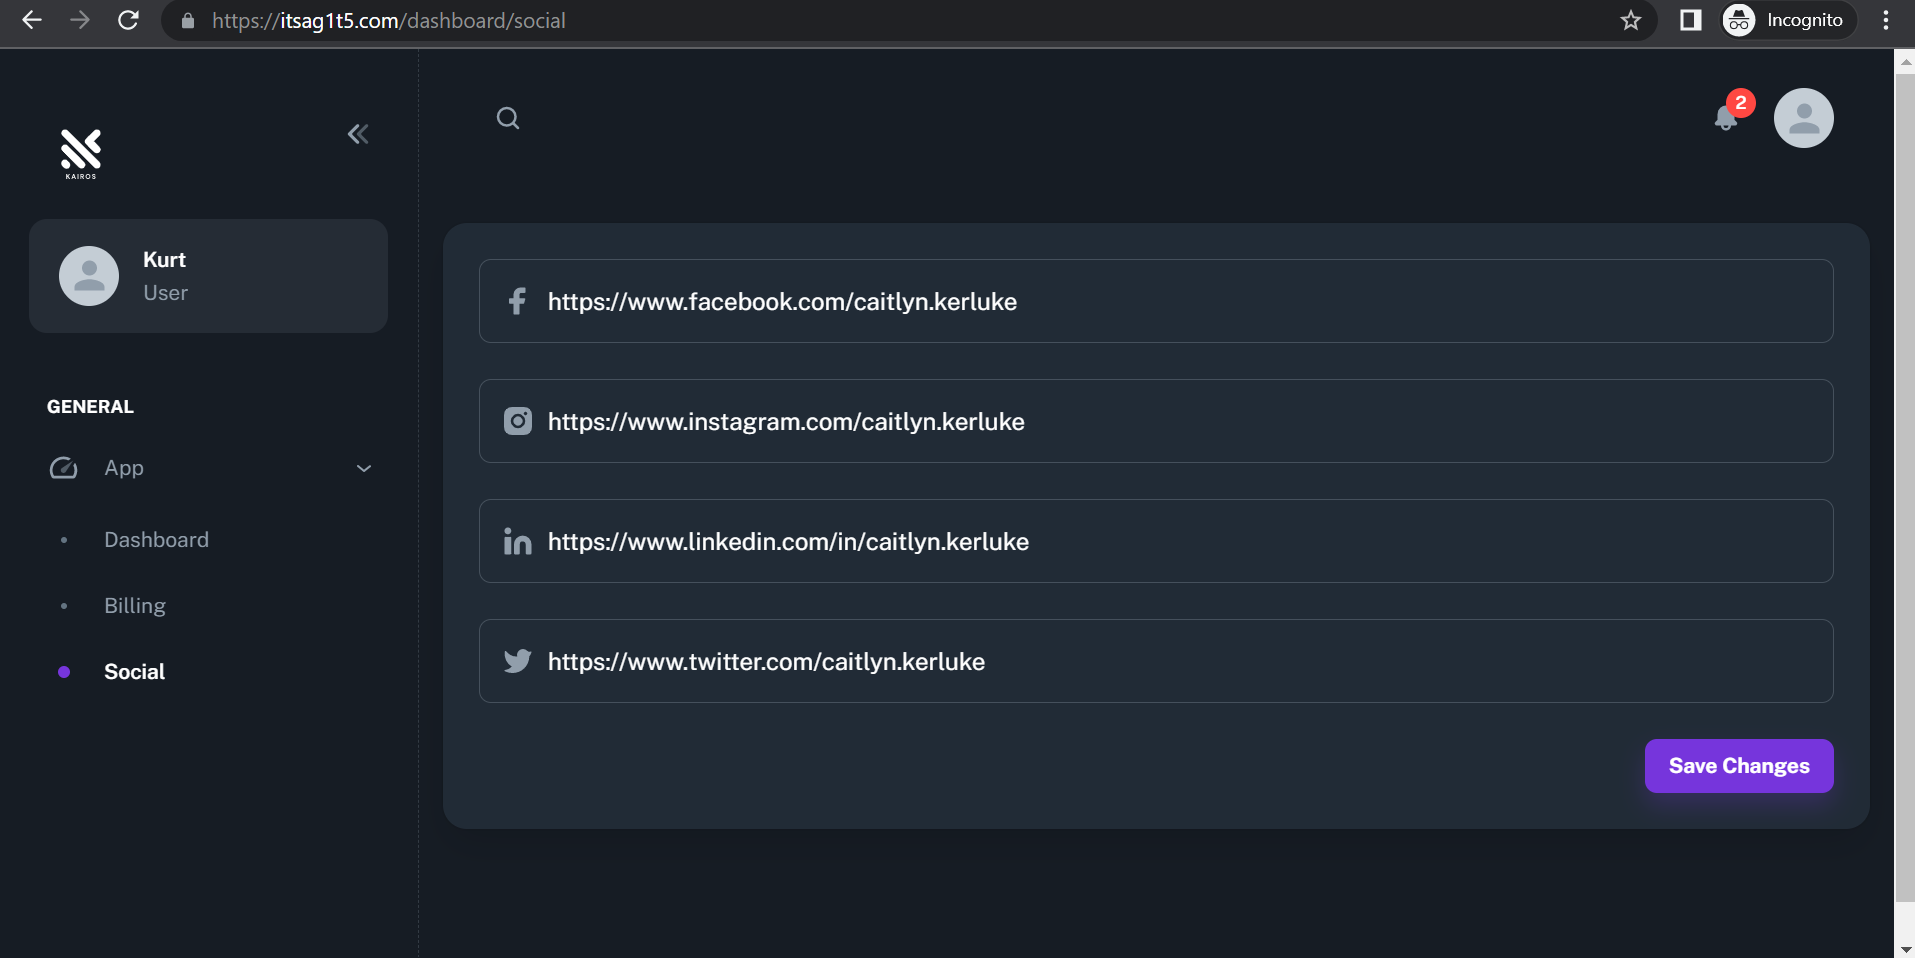 https://itsag1t5.com/dashboard/social
Incognito
KAIROS
2
Kurt
User
GENERAL
App
Dashboard
Billing
Social
https://www.facebook.com/caitlyn.kerluke
https://www.instagram.com/caitlyn.kerluke
https://www.linkedin.com/in/caitlyn.kerluke
https://www.twitter.com/caitlyn.kerluke
Save Changes